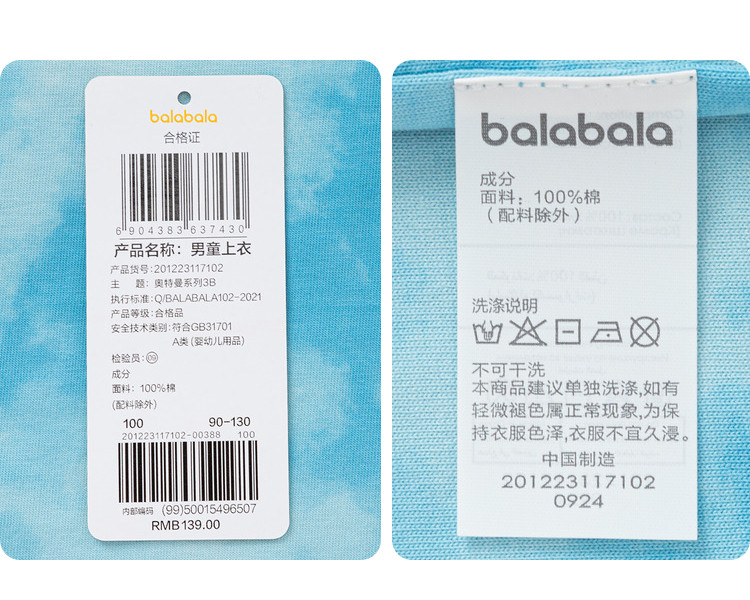 balabala
合格证
6 904383 637430
产品名称: 男童上衣
产品货号:201223117102
主 题: 奥特曼系列3B
执行标准:Q/BALABALA102-2021
产品等级:合格品
安全技术类别:符合GB31701
A类 (婴幼儿用品)
检验员:09
成分
面料: 100%棉
(配料除外)
100 90-130
201223117102-00388 100
内部编码 (99)50015496507
RMB139.00
balabala
成分
面料: 100%棉
(配料除外)
洗涤说明
不可干洗
本商品建议单独洗涤,如有
轻微褪色属正常现象,为保
持衣服色泽,衣服不宜久浸。
中国制造
201223117102
0924